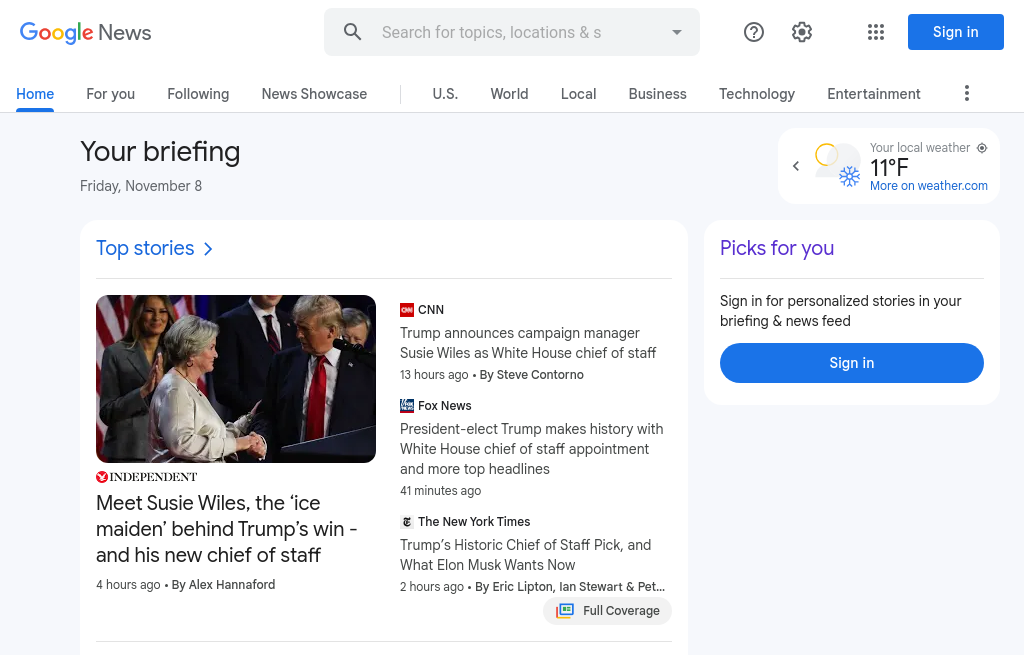 Google News
Search for topics, locations & s
Sign in
Home
For you
Following
News Showcase
U.S.
World
Local
Business
Technology
Entertainment
Your briefing
Friday, November 8
Your local weather
11°F
More on weather.com
Top stories
INDEPENDENT
Meet Susie Wiles, the ‘ice
maiden’ behind Trump’s win -
and his new chief of staff
4 hours ago • By Alex Hannaford
CNN
Trump announces campaign manager
Susie Wiles as White House chief of staff
13 hours ago • By Steve Contorno
Fox News
President-elect Trump makes history with
White House chief of staff appointment
and more top headlines
41 minutes ago
The New York Times
Trump’s Historic Chief of Staff Pick, and
What Elon Musk Wants Now
2 hours ago • By Eric Lipton, Ian Stewart & Pet...
Full Coverage
Picks for you
Sign in for personalized stories in your
briefing & news feed
Sign in